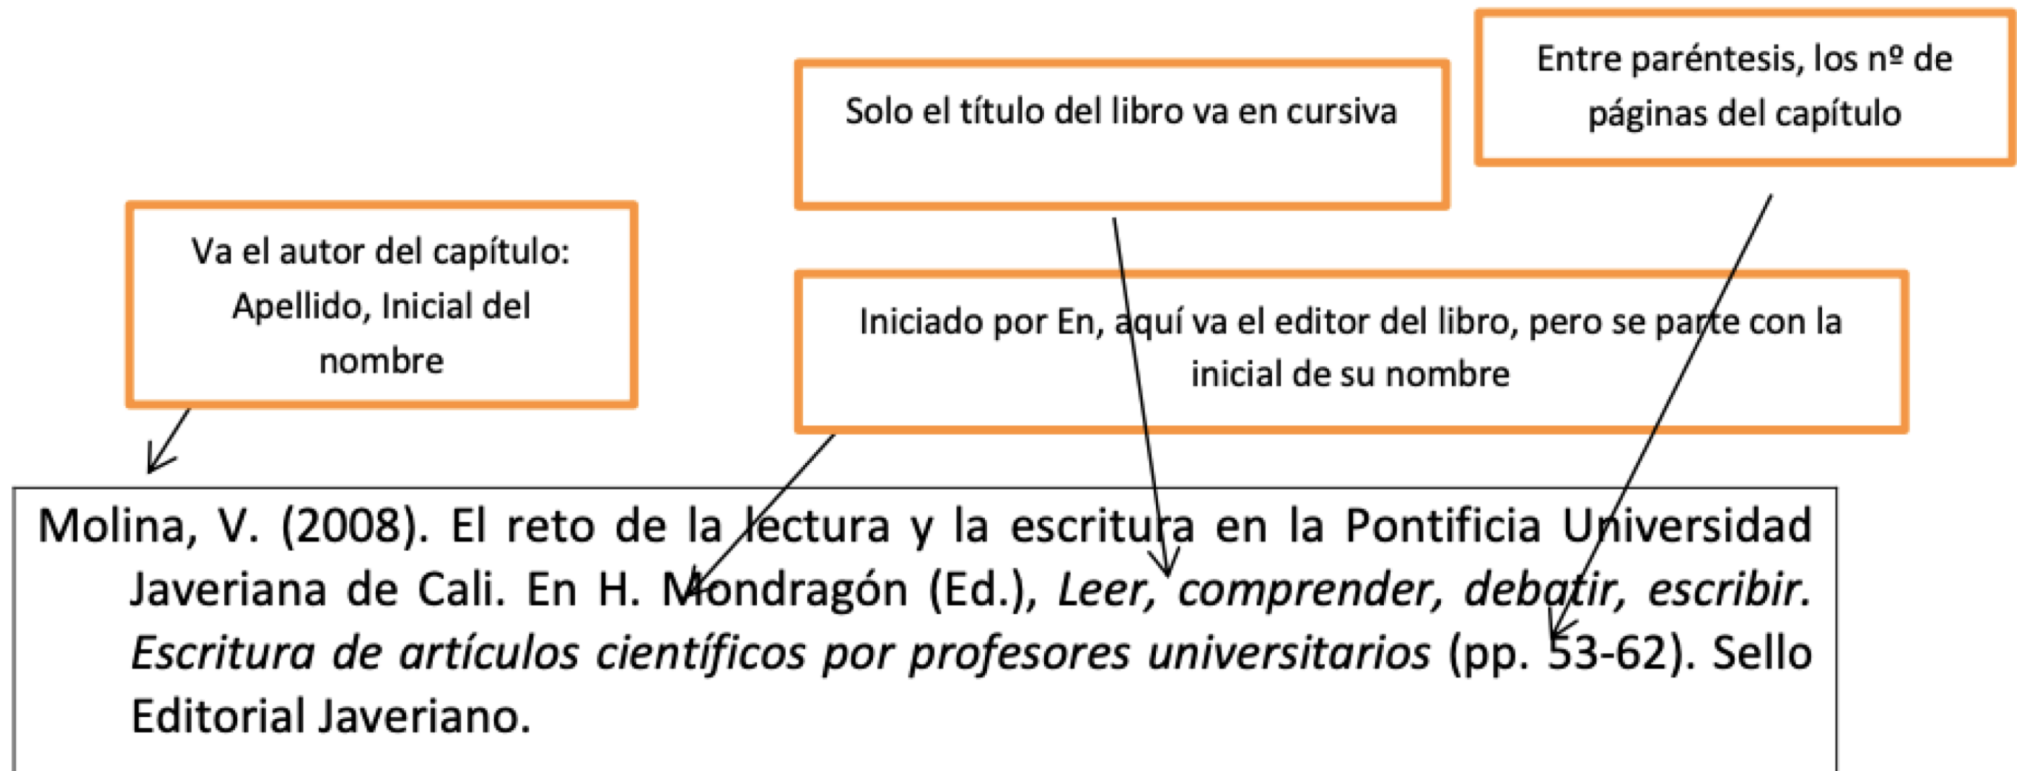 Entre paréntesis, los nº de
páginas del capítulo
Solo el título del libro va en cursiva
Va el autor del capítulo:
Apellido, Inicial del
nombre
Iniciado por En, aquí va el editor del libro, pero se parte con la
inicial de su nombre
Molina, V. (2008). El reto de la lectura y la escritura en la Pontificia Universidad
Javeriana de Cali. En H. Mondragón (Ed.), Leer, comprender, debatir, escribir.
Escritura de artículos científicos por profesores universitarios (pp. 53-62). Sello
Editorial Javeriano.